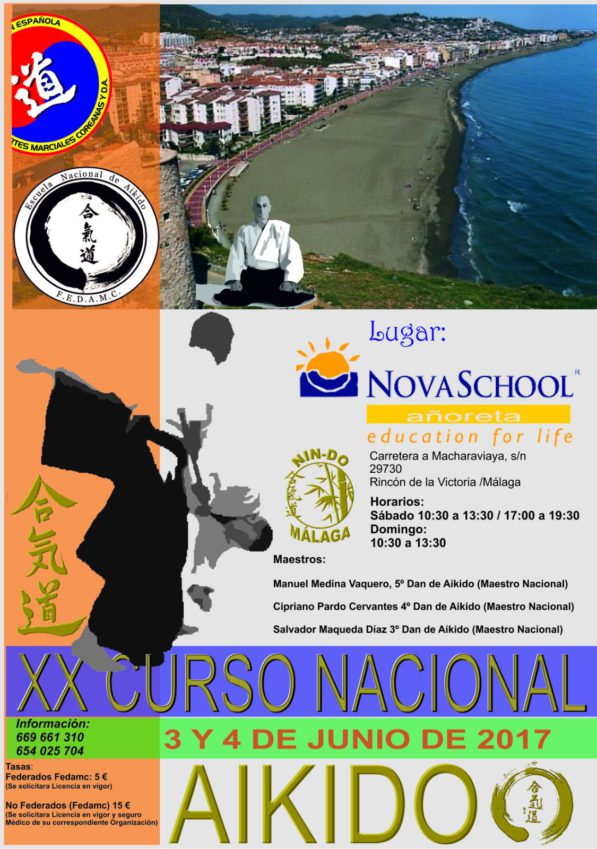 N ESPAÑOLA
道
RTES MARCIALES COREANAS Y D.A.
Escuela Nacional de Aikido
合
氣
道
F.E.D.A.M.C.
Lugar:
NOVASCHOOL
añoreta
education for life
NIN-DO
MÁLAGA
Carretera a Macharaviaya, s/n
29730
Rincón de la Victoria /Málaga
Horarios:
Sábado 10:30 a 13:30 / 17:00 a 19:30
Domingo:
10:30 a 13:30
Maestros:
Manuel Medina Vaquero, 5º Dan de Aikido (Maestro Nacional)
Cipriano Pardo Cervantes 4º Dan de Aikido (Maestro Nacional)
Salvador Maqueda Díaz 3º Dan de Aikido (Maestro Nacional)
合
気
道
XX CURSO NACIONAL
Información:
669 661 310
654 025 704
3 Y 4 DE JUNIO DE 2017
Tasas:
Federados Fedamc: 5 €
(Se solicitara Licencia en vigor)
No Federados (Fedamc) 15 €
(Se solicitara Licencia en vigor y seguro
Médico de su correspondiente Organización)
AIKIDO
合
氣
道